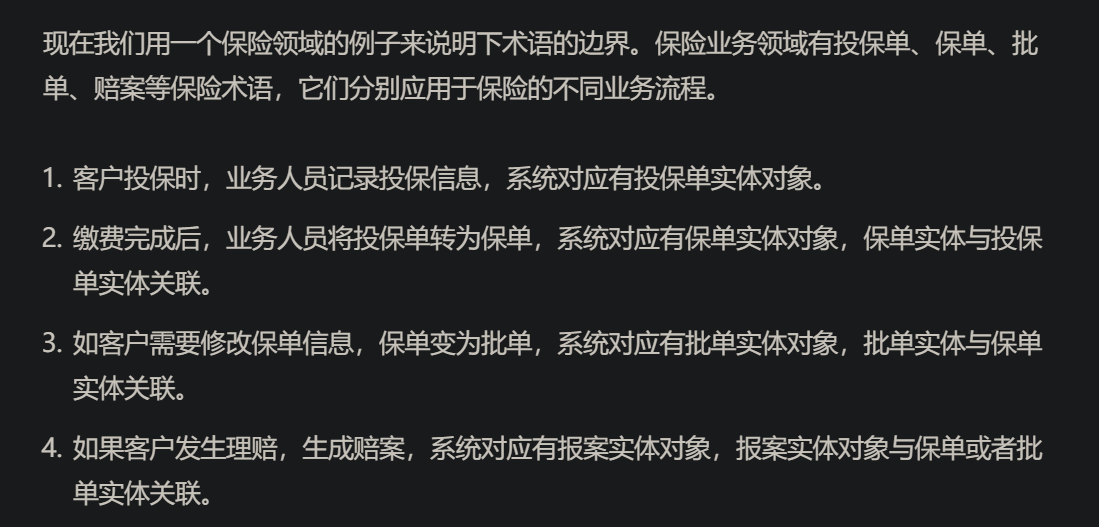 现在我们用一个保险领域的例子来说明下术语的边界。保险业务领域有投保单、保单、批
单、赔案等保险术语，它们分别应用于保险的不同业务流程。
1. 客户投保时，业务人员记录投保信息，系统对应有投保单实体对象。
2. 缴费完成后，业务人员将投保单转为保单，系统对应有保单实体对象，保单实体与投保
单实体关联。
3. 如客户需要修改保单信息，保单变为批单，系统对应有批单实体对象，批单实体与保单
实体关联。
4. 如果客户发生理赔，生成赔案，系统对应有报案实体对象，报案实体对象与保单或者批
单实体关联。